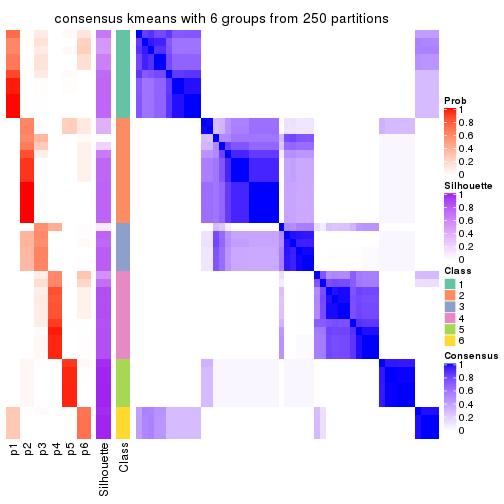 consensus kmeans with 6 groups from 250 partitions
Prob
1
0.8
0.6
0.4
0.2
0
Silhouette
1
0.8
0.6
0.4
0.2
0
Class
1
2
3
4
5
6
Consensus
1
0.8
0.6
0.4
0.2
0
p1
p2
p3
p4
p5
p6
Silhouette
Class